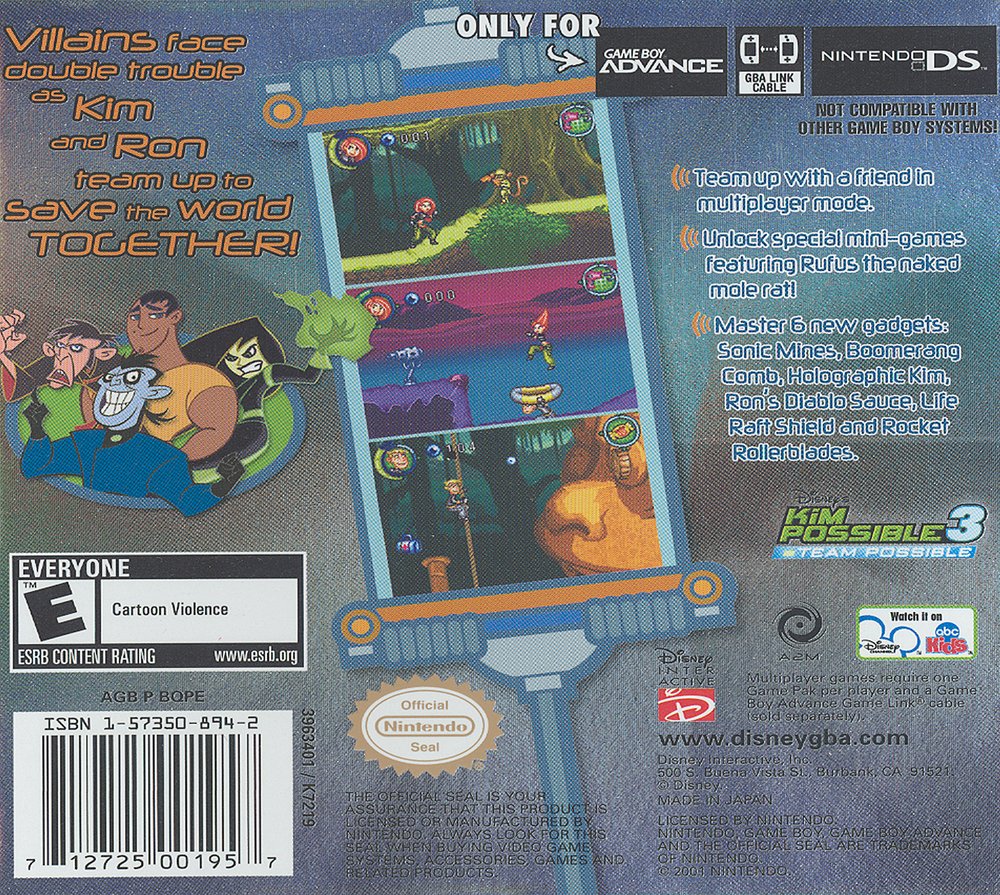 ONLY FOR
GAME BOY
ADVANCE
GBA LINK
CABLE
NINTENDO DS™
NOT COMPATIBLE WITH
OTHER GAME BOY SYSTEMS!
Villains face
double trouble
as Kim
and Ron
team up to
save the world
TOGETHER!
001
000
104
Team up with a friend in
multiplayer mode.
Unlock special mini-games
featuring Rufus the naked
mole rat!
Master 6 new gadgets:
Sonic Mines, Boomerang
Comb, Holographic Kim,
Ron's Diablo Sauce, Life
Raft Shield and Rocket
Rollerblades.
Disney's
KIM
POSSIBLE 3
TEAM POSSIBLE
EVERYONE
TM
E
Cartoon Violence
ESRB CONTENT RATING www.esrb.org
AGB P BQPE
ISBN 1-57350-894-2
7 12725 00195 7
3963401 / K7219
Official
Nintendo
Seal
THE OFFICIAL SEAL IS YOUR
ASSURANCE THAT THIS PRODUCT IS
LICENSED OR MANUFACTURED BY
NINTENDO. ALWAYS LOOK FOR THIS
SEAL WHEN BUYING VIDEO GAME
SYSTEMS, ACCESSORIES, GAMES AND
RELATED PRODUCTS.
Disney
INTER
ACTIVE
A2M
Watch it on
Disney
CHANNEL
abc
Kids
Multiplayer games require one
Game Pak per player and a Game
Boy Advance Game Link® cable
(sold separately).
www.disneygba.com
Disney Interactive, Inc.
500 S. Buena Vista St., Burbank, CA 91521.
© Disney.
MADE IN JAPAN
LICENSED BY NINTENDO.
NINTENDO, GAME BOY, GAME BOY ADVANCE
AND THE OFFICIAL SEAL ARE TRADEMARKS
OF NINTENDO.
© 2001 NINTENDO.